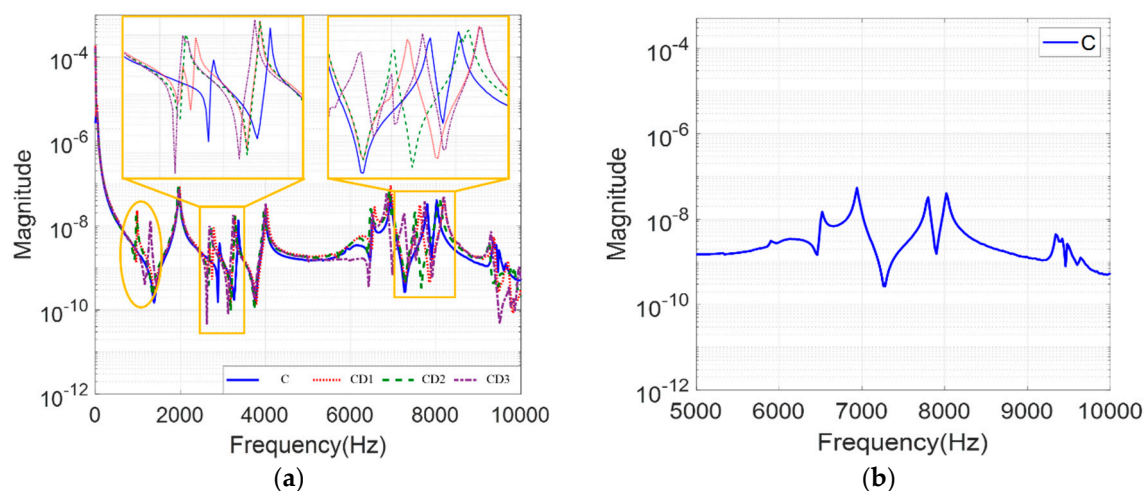 10^-4
10^-6
10^-8
10^-10
10^-12
Magnitude
0 2000 4000 6000 8000 10000
Frequency(Hz)
C CD1 CD2 CD3
(a)
C
10^-4
10^-6
10^-8
10^-10
10^-12
Magnitude
5000 6000 7000 8000 9000 10000
Frequency(Hz)
(b)